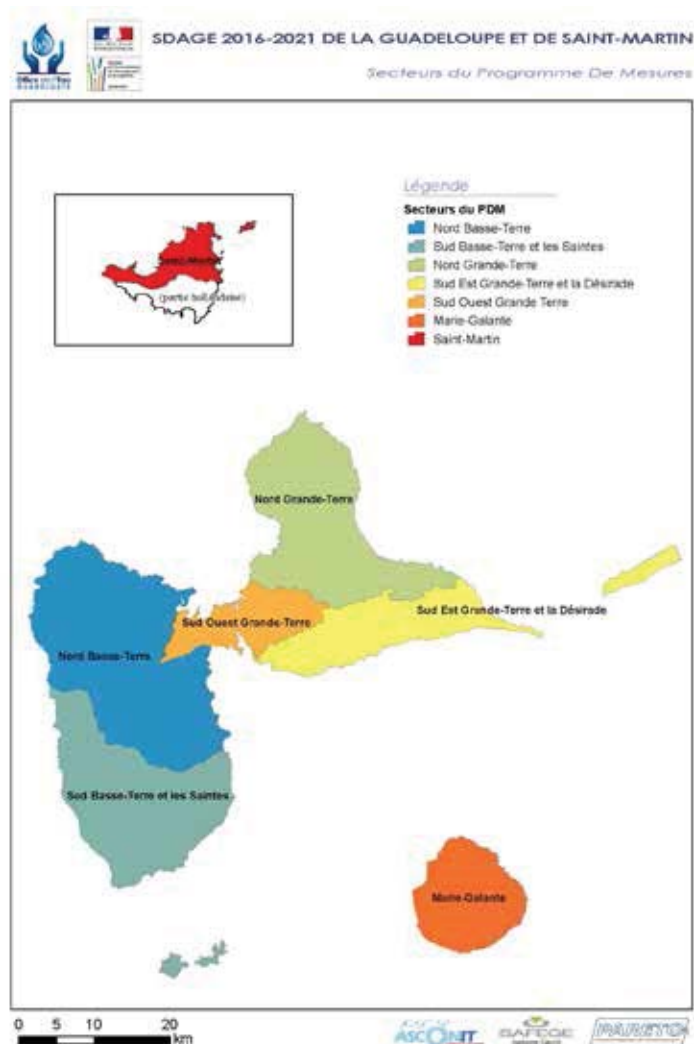 SDAGE 2016-2021 DE LA GUADELOUPE ET DE SAINT-MARTIN
Secteurs du Programme De Mesures
Office de l'Eau
GUADELOUPE
Légende
Secteurs du PDM
Nord Basse-Terre
Sud Basse-Terre et les Saintes
Nord Grande-Terre
Sud Est Grande-Terre et la Désirade
Sud Ouest Grande Terre
Marie-Galante
Saint-Martin
Saint-Martin
(partie hollandaise)
Nord Grande-Terre
Sud Est Grande-Terre et la Désirade
Sud Ouest Grande-Terre
Nord Basse-Terre
Sud Basse-Terre et les Saintes
Marie-Galante
0 5 10 20
km
ASCONIT
SAFEGE
PARETO